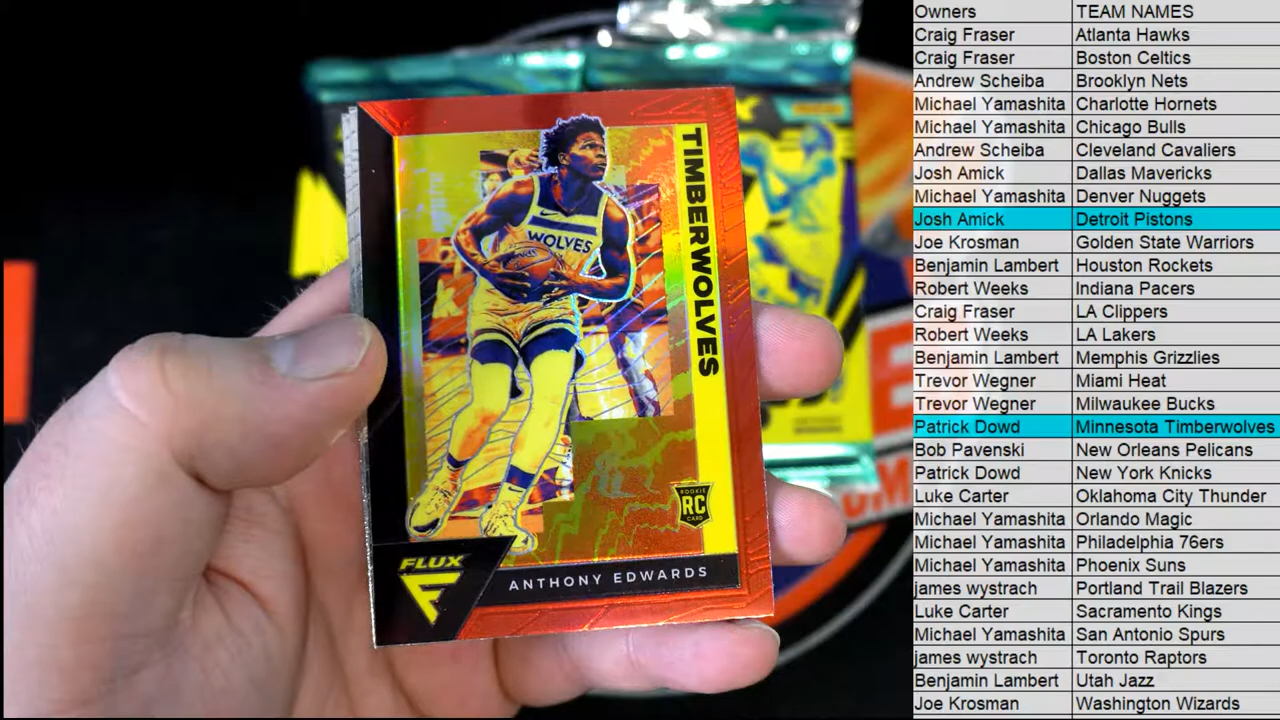 TIMBERWOLVES
WOLVES
ROOKIE
RC
CARD
FLUX
ANTHONY EDWARDS
Owners TEAM NAMES
Craig Fraser Atlanta Hawks
Craig Fraser Boston Celtics
Andrew Scheiba Brooklyn Nets
Michael Yamashita Charlotte Hornets
Michael Yamashita Chicago Bulls
Andrew Scheiba Cleveland Cavaliers
Josh Amick Dallas Mavericks
Michael Yamashita Denver Nuggets
Josh Amick Detroit Pistons
Joe Krosman Golden State Warriors
Benjamin Lambert Houston Rockets
Robert Weeks Indiana Pacers
Craig Fraser LA Clippers
Robert Weeks LA Lakers
Benjamin Lambert Memphis Grizzlies
Trevor Wegner Miami Heat
Trevor Wegner Milwaukee Bucks
Patrick Dowd Minnesota Timberwolves
Bob Pavenski New Orleans Pelicans
Patrick Dowd New York Knicks
Luke Carter Oklahoma City Thunder
Michael Yamashita Orlando Magic
Michael Yamashita Philadelphia 76ers
Michael Yamashita Phoenix Suns
james wystrach Portland Trail Blazers
Luke Carter Sacramento Kings
Michael Yamashita San Antonio Spurs
james wystrach Toronto Raptors
Benjamin Lambert Utah Jazz
Joe Krosman Washington Wizards